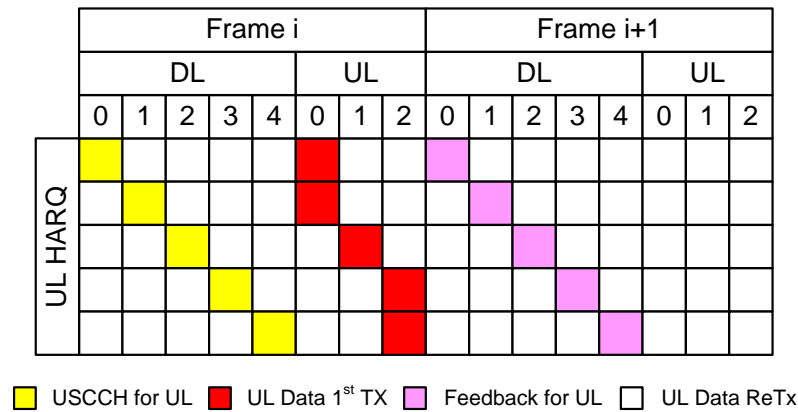 Frame i Frame i+1
DL UL DL UL
0 1 2 3 4 0 1 2 0 1 2 3 4 0 1 2
UL HARQ
USCCH for UL UL Data 1st TX Feedback for UL UL Data ReTx